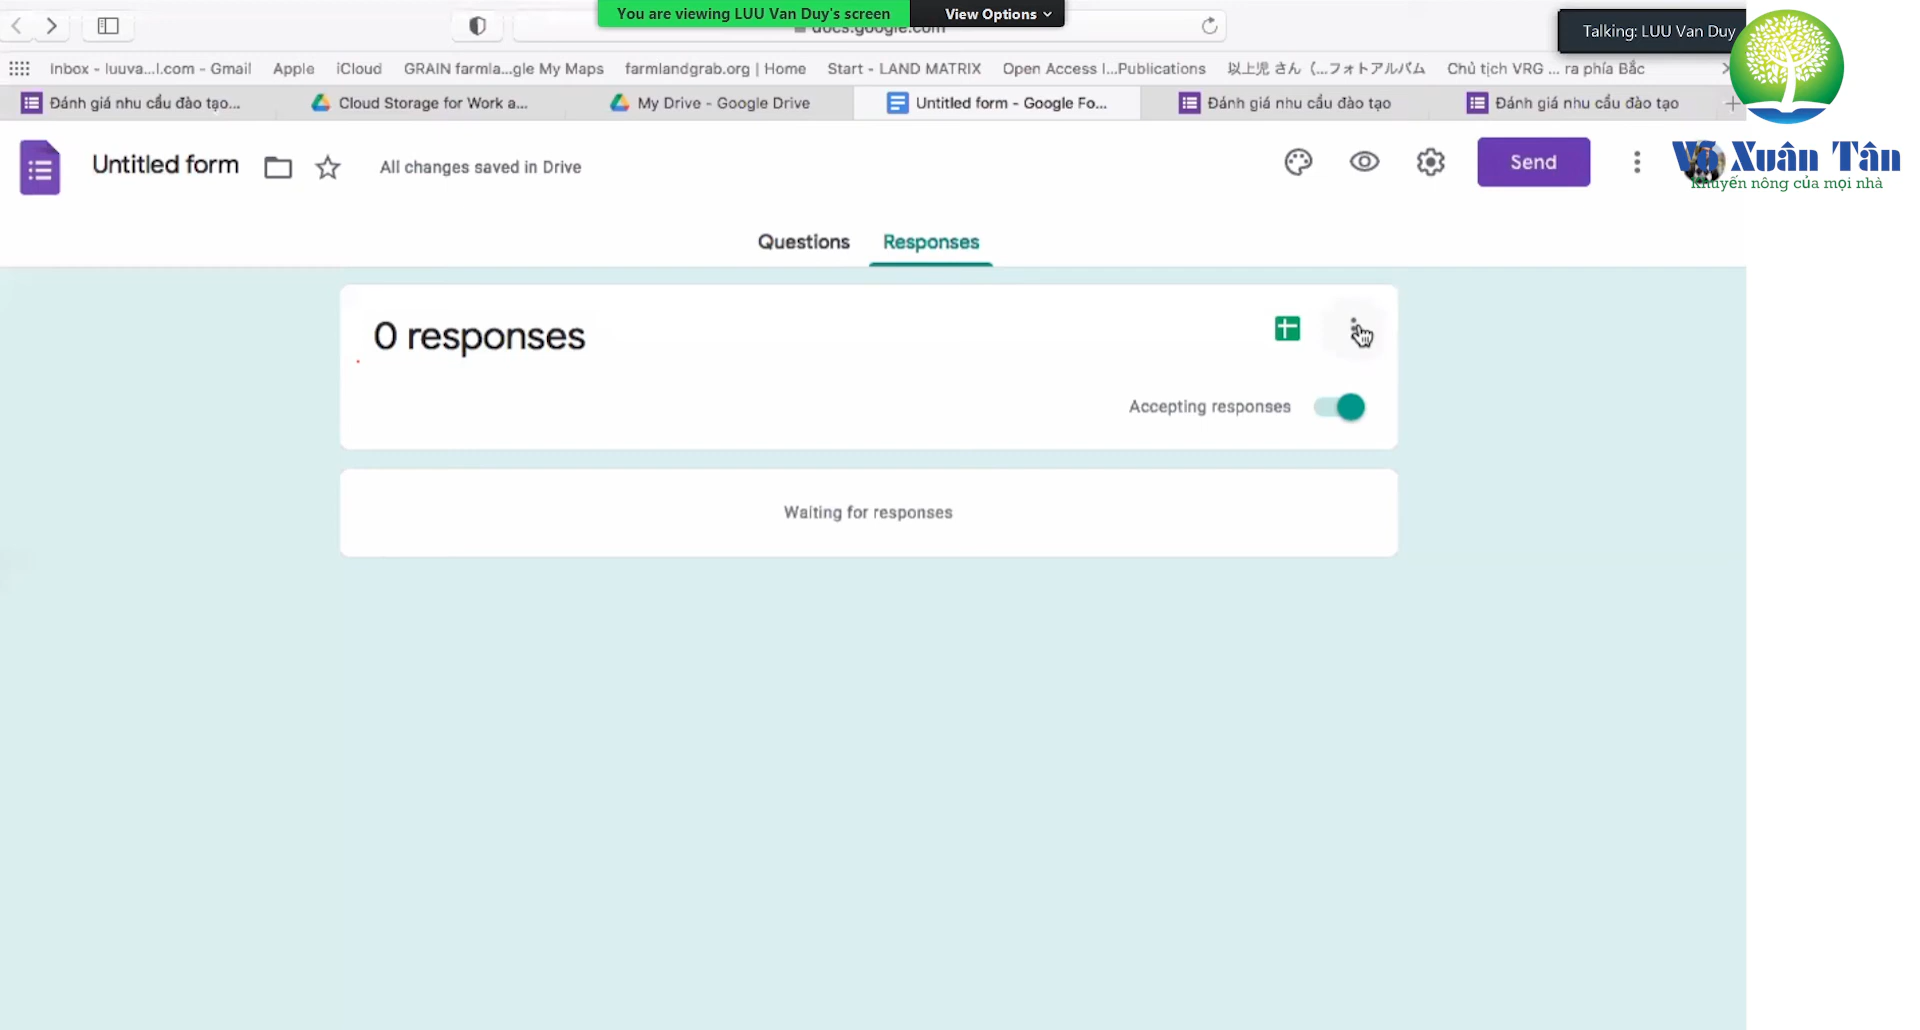 You are viewing LUU Van Duy's screen
View Options
Talking: LUU Van Duy
docs.google.com
Inbox - luuva...l.com - Gmail
Apple
iCloud
GRAIN farmla...gle My Maps
farmlandgrab.org | Home
Start - LAND MATRIX
Open Access I...Publications
以上児 さん（...フォトアルバム
Chủ tịch VRG ... ra phía Bắc
Đánh giá nhu cầu đào tạo...
Cloud Storage for Work a...
My Drive - Google Drive
Untitled form - Google Fo...
Đánh giá nhu cầu đào tạo
Đánh giá nhu cầu đào tạo
Untitled form
All changes saved in Drive
Send
Vũ Xuân Tân
Khuyến nông của mọi nhà
Questions
Responses
0 responses
Accepting responses
Waiting for responses